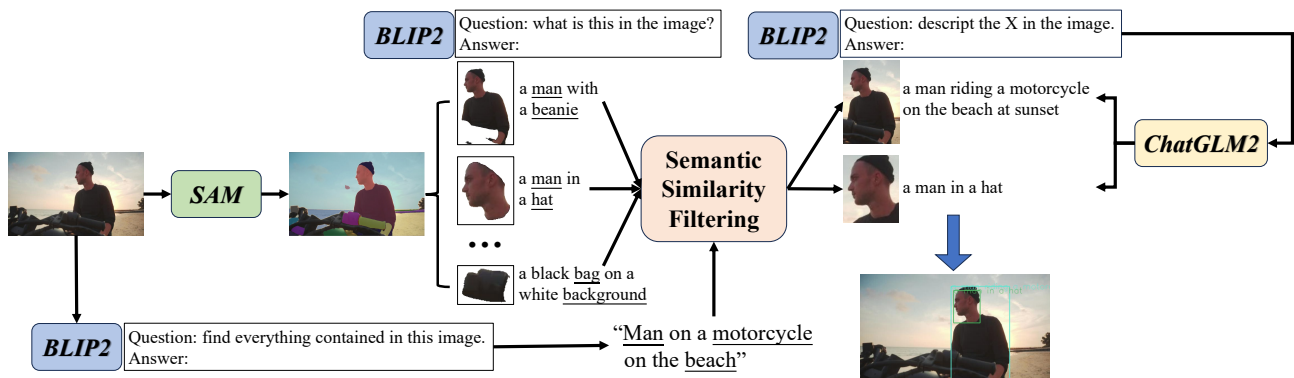 BLIP2
Question: what is this in the image?
Answer:
BLIP2
Question: descript the X in the image.
Answer:
a man with
a beanie
a man in
a hat
•••
a black bag on a
white background
SAM
Semantic
Similarity
Filtering
a man riding a motorcycle
on the beach at sunset
a man in a hat
ChatGLM2
in a hat
BLIP2
Question: find everything contained in this image.
Answer:
“Man on a motorcycle
on the beach”